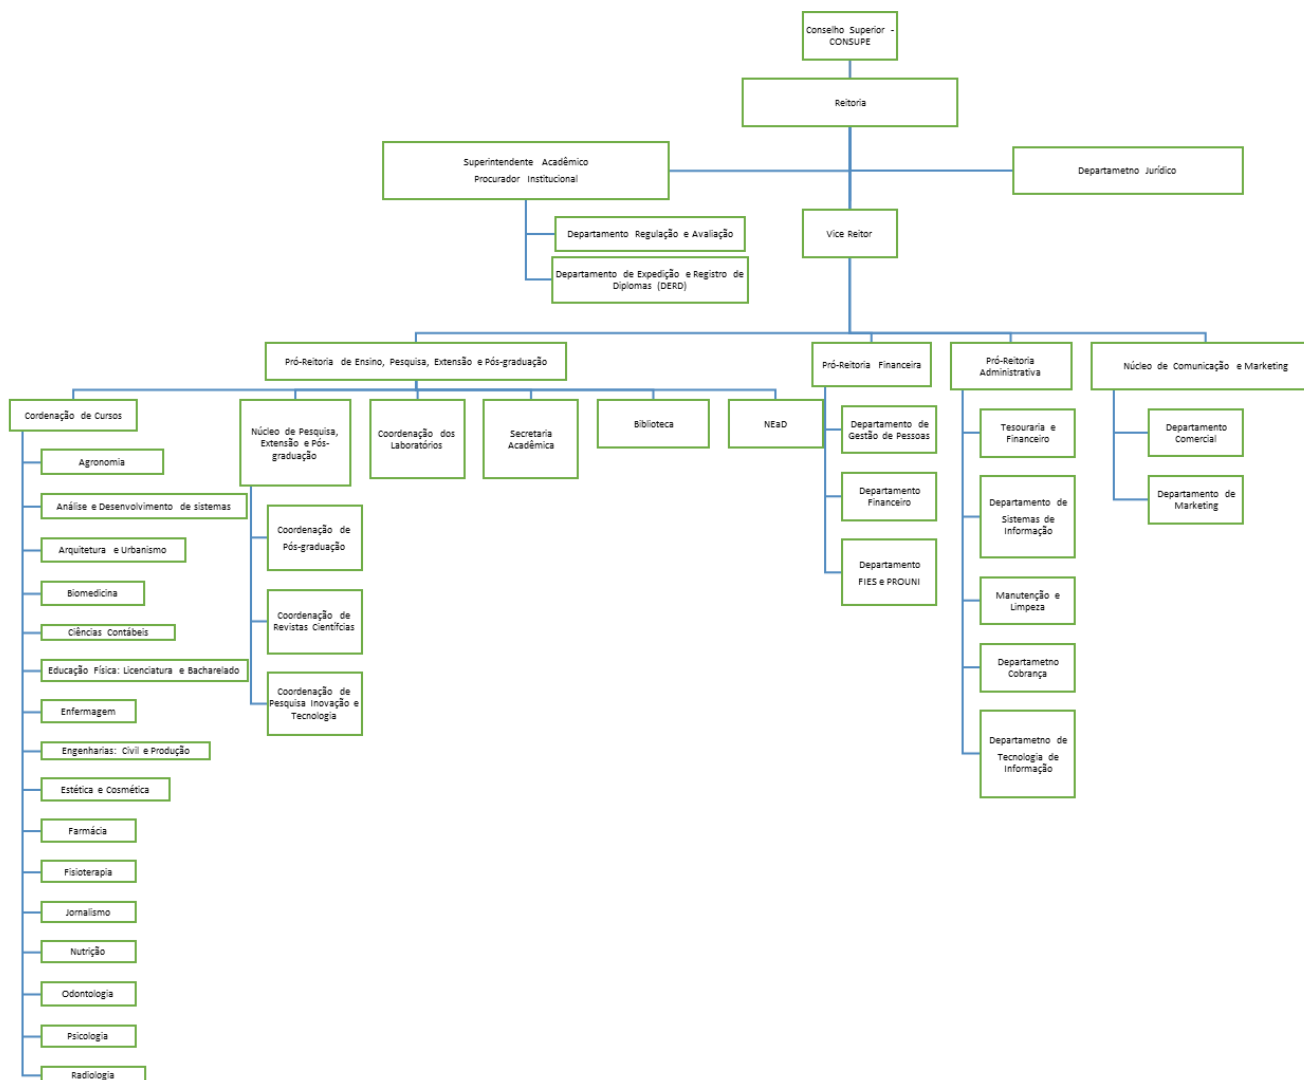 Conselho Superior -
CONSUPE
Reitoria
Superintendente Acadêmico
Procurador Institucional
Departametno Jurídico
Departamento Regulação e Avaliação
Vice Reitor
Departamento de Expedição e Registro de
Diplomas (DERD)
Pró-Reitoria de Ensino, Pesquisa, Extensão e Pós-graduação
Pró-Reitoria Financeira
Pró-Reitoria
Administrativa
Núcleo de Comunicação e Marketing
Cordenação de Cursos
Núcleo de Pesquisa,
Extensão e Pós-
graduação
Coordenação dos
Laboratórios
Secretaria
Acadêmica
Biblioteca
NEaD
Agronomia
Análise e Desenvolvimento de sistemas
Arquitetura e Urbanismo
Biomedicina
Ciências Contábeis
Educação Física: Licenciatura e Bacharelado
Enfermagem
Engenharias: Civil e Produção
Estética e Cosmética
Farmácia
Fisioterapia
Jornalismo
Nutrição
Odontologia
Psicologia
Radiologia
Coordenação de
Pós-graduação
Coordenação de
Revistas Científcias
Coordenação de
Pesquisa Inovação e
Tecnologia
Departamento de
Gestão de Pessoas
Departamento
Financeiro
Departamento
FIES e PROUNI
Tesouraria e
Financeiro
Departamento de
Sistemas de
Informação
Manutenção e
Limpeza
Departametno
Cobrança
Departametno de
Tecnologia de
Informação
Departamento
Comercial
Departamento de
Marketing